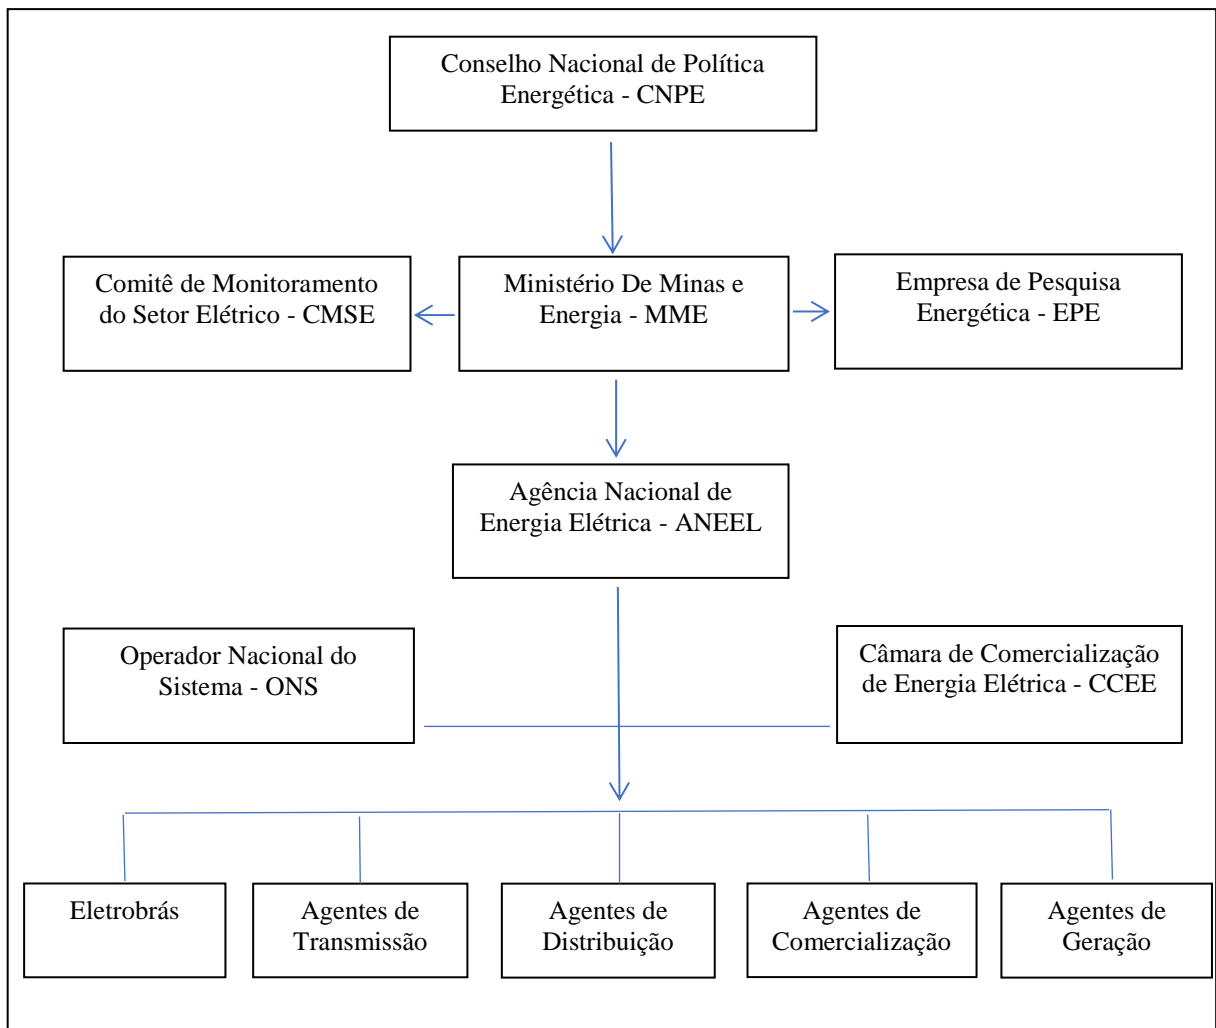 Conselho Nacional de Política
Energética - CNPE
Comitê de Monitoramento
do Setor Elétrico - CMSE
Ministério De Minas e
Energia - MME
Empresa de Pesquisa
Energética - EPE
Agência Nacional de
Energia Elétrica - ANEEL
Operador Nacional do
Sistema - ONS
Câmara de Comercialização
de Energia Elétrica - CCEE
Eletrobrás
Agentes de
Transmissão
Agentes de
Distribuição
Agentes de
Comercialização
Agentes de
Geração